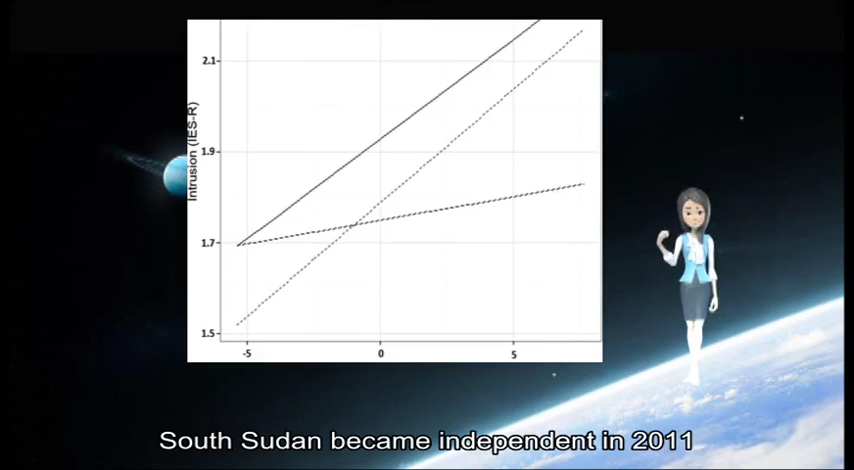 2.1
1.9
1.7
1.5
Intrusion (IES-R)
-5 0 5
South Sudan became independent in 2011